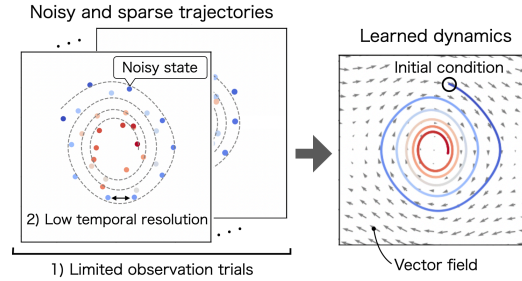 Noisy and sparse trajectories
Noisy state
2) Low temporal resolution
1) Limited observation trials
Learned dynamics
Initial condition
Vector field